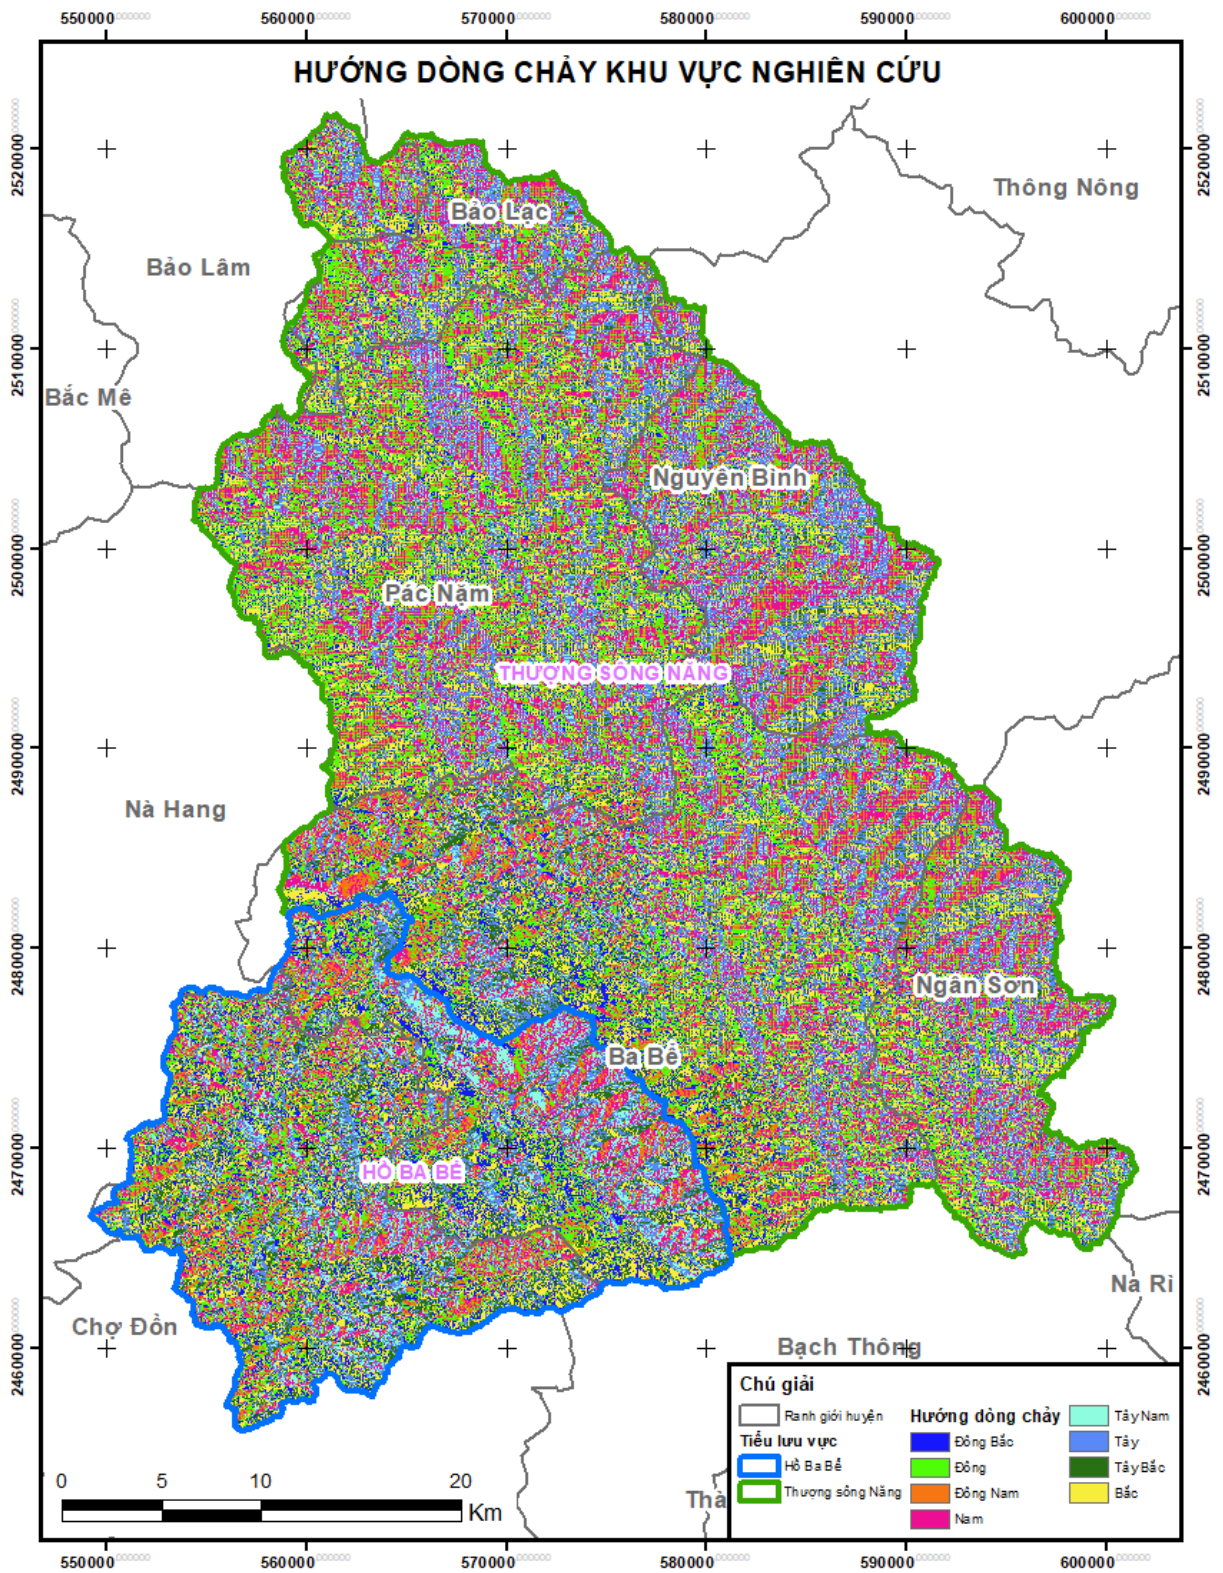 550000 560000 570000 580000 590000 600000
HƯỚNG DÒNG CHẢY KHU VỰC NGHIÊN CỨU
2520000 2520000
Thông Nông
Bảo Lạc
Bảo Lâm
2510000 2510000
Bắc Mê
Nguyên Bình
2500000 2500000
Pác Nặm
THƯỢNG SÔNG NĂNG
2490000 2490000
Nà Hang
2480000 2480000
Ngân Sơn
Ba Bể
2470000 2470000
HỒ BA BỂ
Na Rì
Chợ Đồn
Bạch Thông
2460000 2460000
Chú giải
Ranh giới huyện
Tiểu lưu vực
Hồ Ba Bể
Thượng sông Năng
Hướng dòng chảy
Đông Bắc
Đông
Đông Nam
Nam
Tây Nam
Tây
Tây Bắc
Bắc
0 5 10 20
Km
Thà
550000 560000 570000 580000 590000 600000